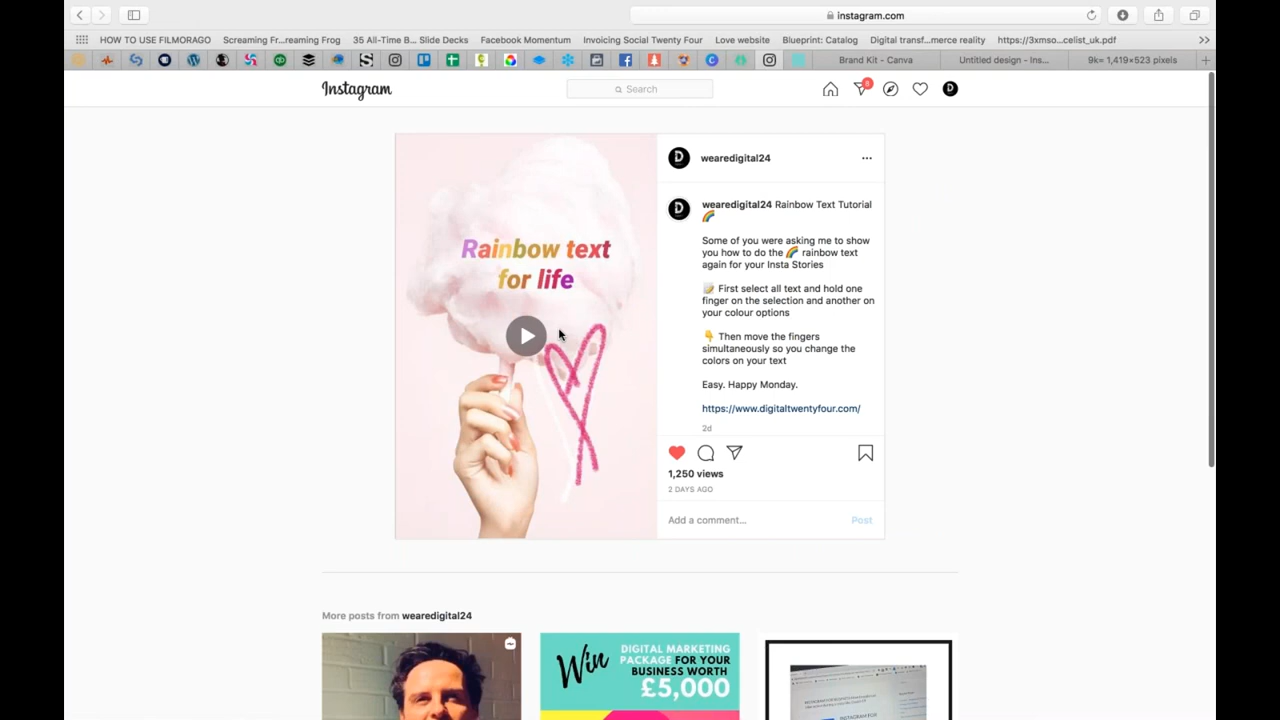 instagram.com
HOW TO USE FILMORAGO Screaming Fr...reaming Frog 35 All-Time B... Slide Decks Facebook Momentum Invoicing Social Twenty Four Love website Blueprint: Catalog Digital transf...merce reality https://3xmso...celist_uk.pdf
Brand Kit - Canva Untitled design - Ins... 9k= 1,419×523 pixels
Instagram
Search
8
D
D wearedigital24
D wearedigital24 Rainbow Text Tutorial
🌈
Some of you were asking me to show
you how to do the 🌈 rainbow text
again for your Insta Stories
📝 First select all text and hold one
finger on the selection and another on
your colour options
👇 Then move the fingers
simultaneously so you change the
colors on your text
Easy. Happy Monday.
https://www.digitaltwentyfour.com/
2d
Rainbow text
for life
1,250 views
2 DAYS AGO
Add a comment... Post
More posts from wearedigital24
Win
DIGITAL MARKETING
PACKAGE FOR YOUR
BUSINESS WORTH
£5,000